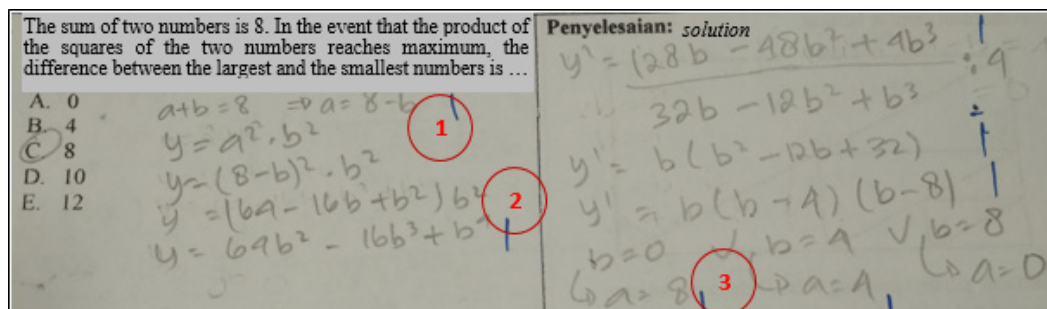 The sum of two numbers is 8. In the event that the product of
the squares of the two numbers reaches maximum, the
difference between the largest and the smallest numbers is …
A. 0
B. 4
C. 8
D. 10
E. 12
a+b=8 ⇒ a=8-b
1
y=a².b²
y=(8-b)².b²
y=(64-16b+b²)b²
2
y=64b²-16b³+b⁴
Penyelesaian: solution
y'=128b-48b²+4b³
:4
32b-12b²+b³
y'=b(b²-12b+32)
y'=b(b-4)(b-8)
b=0 ∨ b=4 ∨ b=8
↳ a=8 3 ↳ a=4 ↳ a=0